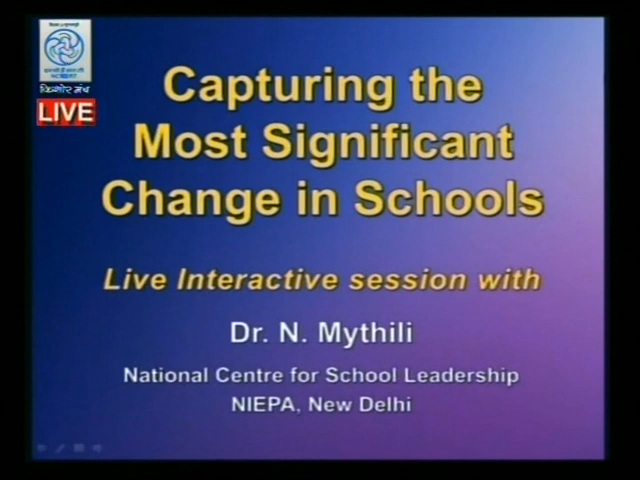 NCERT
किशोर मंच
LIVE
Capturing the
Most Significant
Change in Schools
Live Interactive session with
Dr. N. Mythili
National Centre for School Leadership
NIEPA, New Delhi